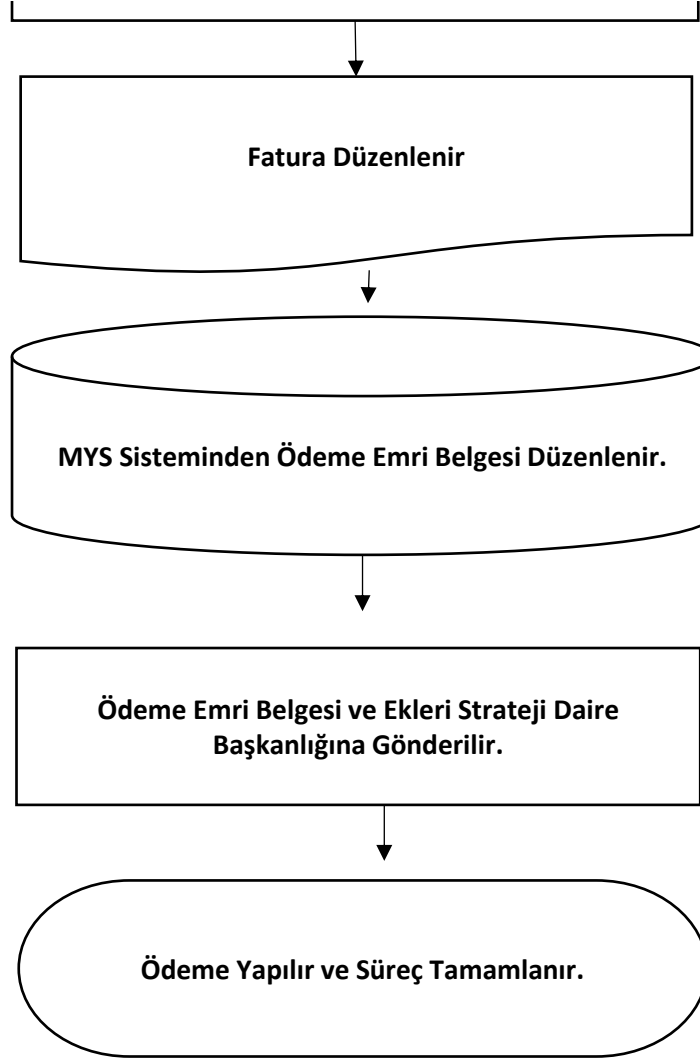 Fatura Düzenlenir
MYS Sisteminden Ödeme Emri Belgesi Düzenlenir.
Ödeme Emri Belgesi ve Ekleri Strateji Daire
Başkanlığına Gönderilir.
Ödeme Yapılır ve Süreç Tamamlanır.